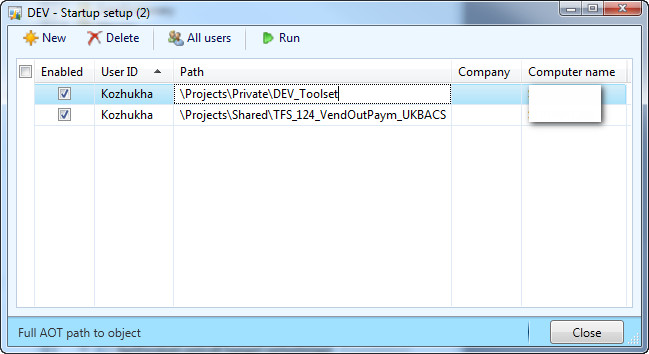 DEV - Startup setup (2)
New Delete All users Run
Enabled User ID Path Company Computer name
Kozhukha \Projects\Private\DEV_Toolset
Kozhukha \Projects\Shared\TFS_124_VendOutPaym_UKBACS
Full AOT path to object Close